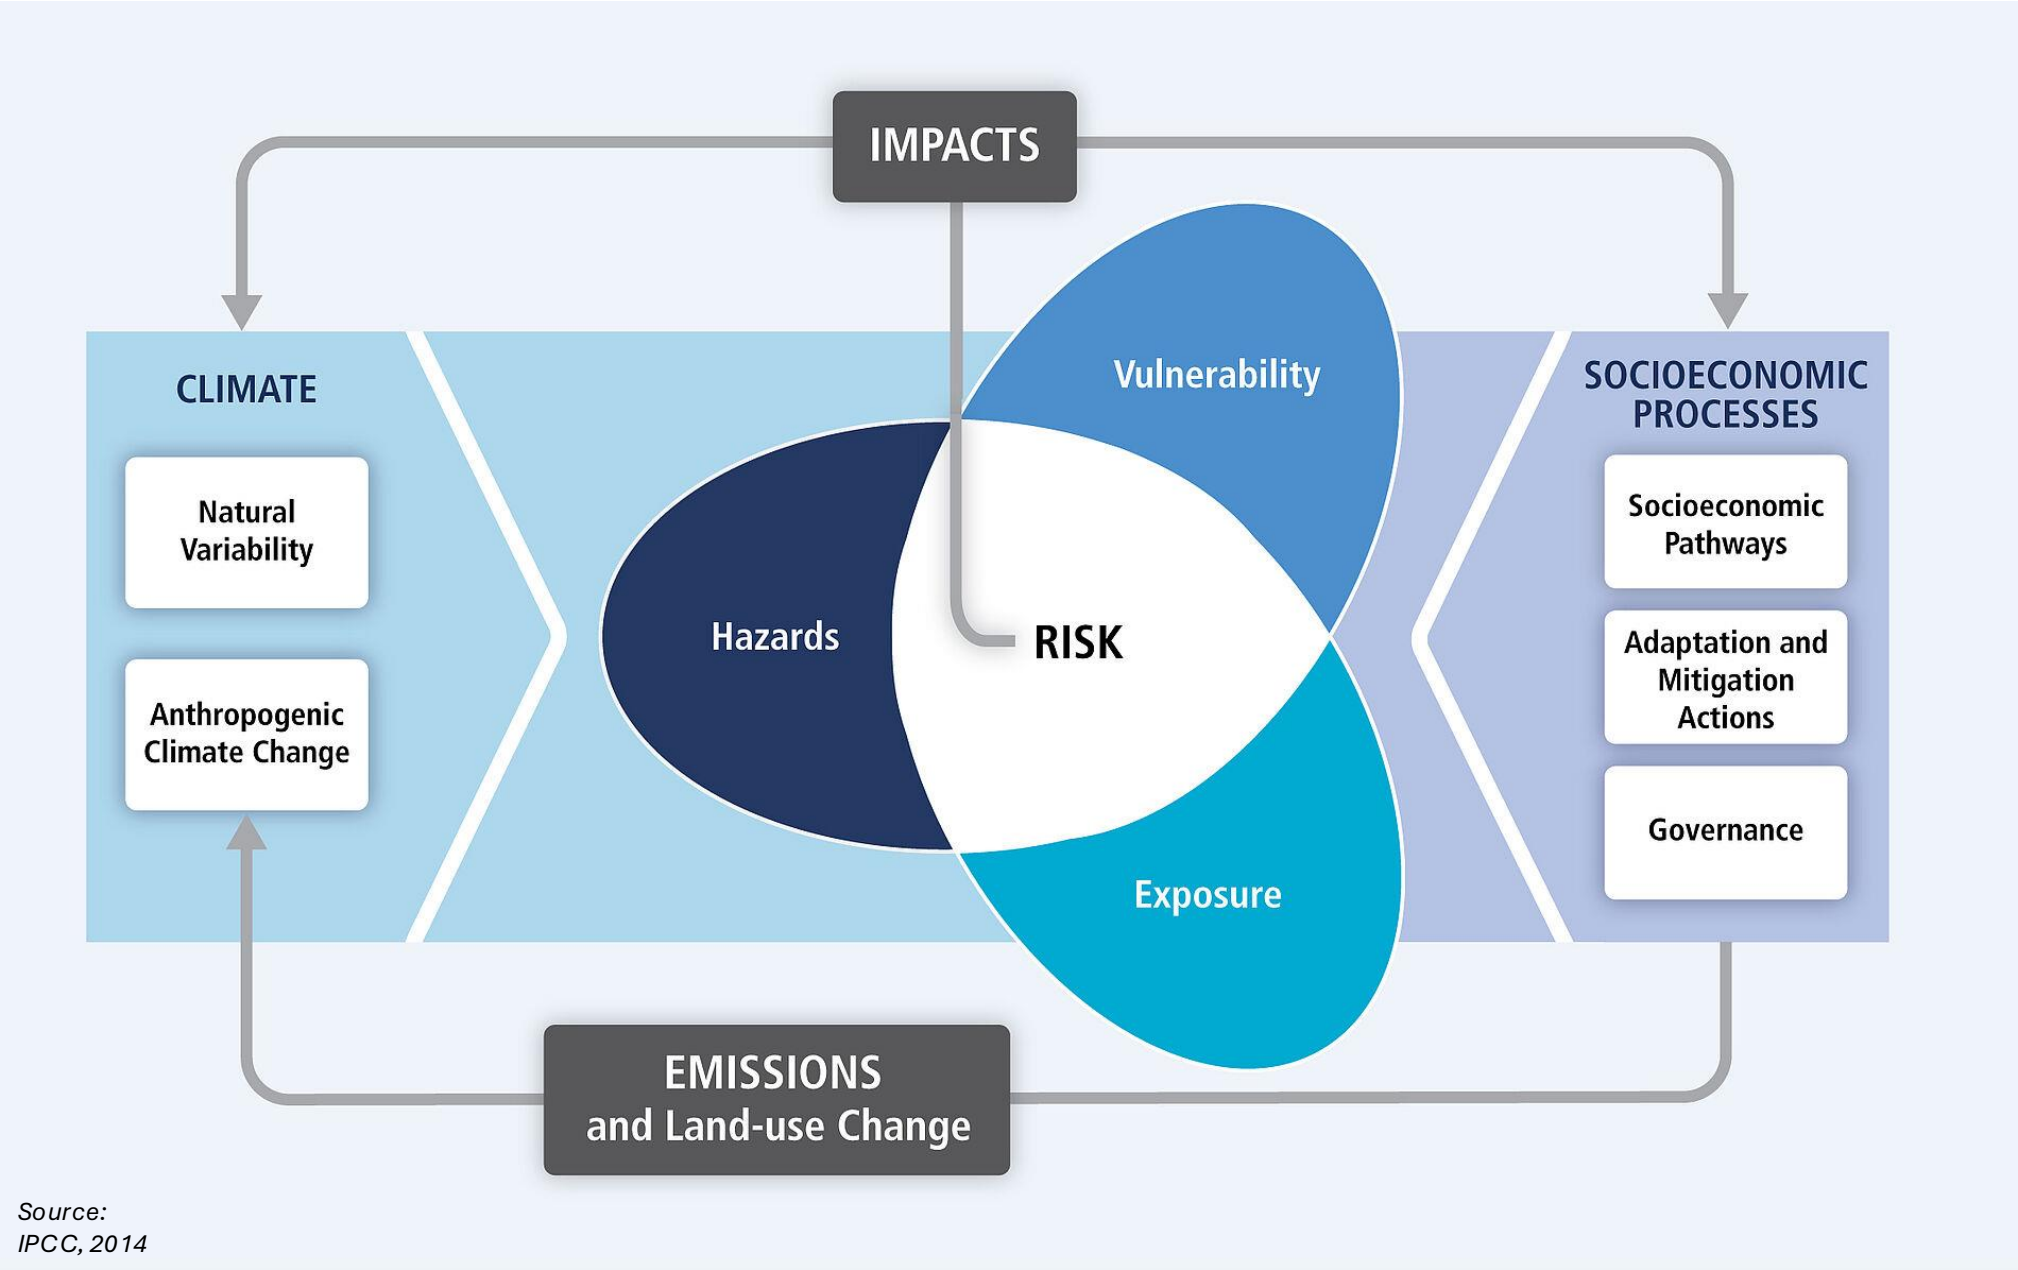 IMPACTS
CLIMATE
Natural
Variability
Anthropogenic
Climate Change
Vulnerability
Hazards
RISK
Exposure
SOCIOECONOMIC
PROCESSES
Socioeconomic
Pathways
Adaptation and
Mitigation
Actions
Governance
EMISSIONS
and Land-use Change
Source:
IPCC, 2014